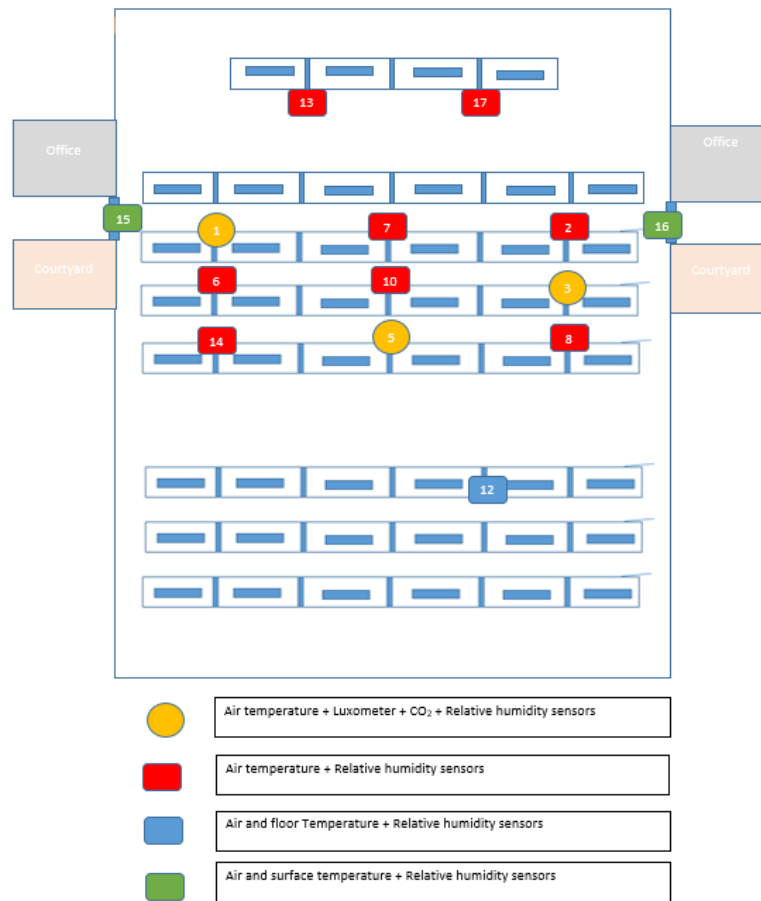 13
17
Office
Office
15
1
7
2
16
Courtyard
Courtyard
6
10
3
14
5
8
12
Air temperature + Luxometer + CO₂ + Relative humidity sensors
Air temperature + Relative humidity sensors
Air and floor Temperature + Relative humidity sensors
Air and surface temperature + Relative humidity sensors